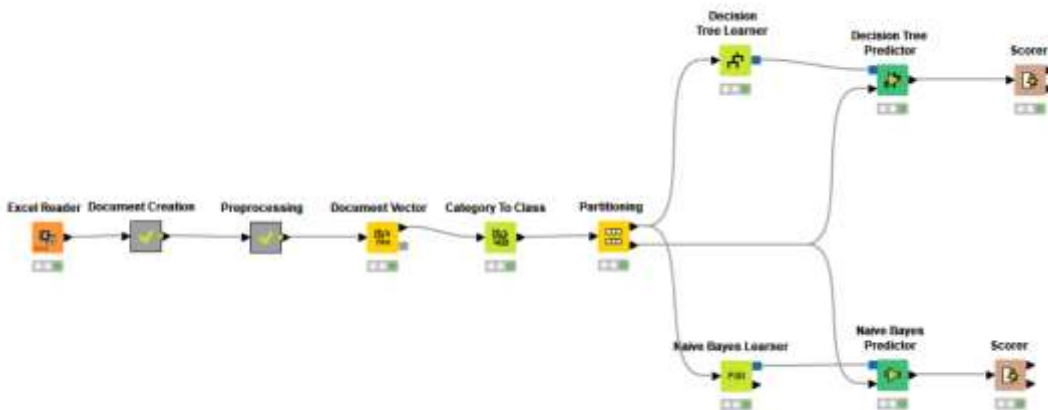 Decision
Tree Learner
Decision Tree
Predictor
Scorer
Excel Reader
Document Creation
Preprocessing
Document Vector
Category To Class
Partitioning
Naive Bayes Learner
Naive Bayes
Predictor
Scorer